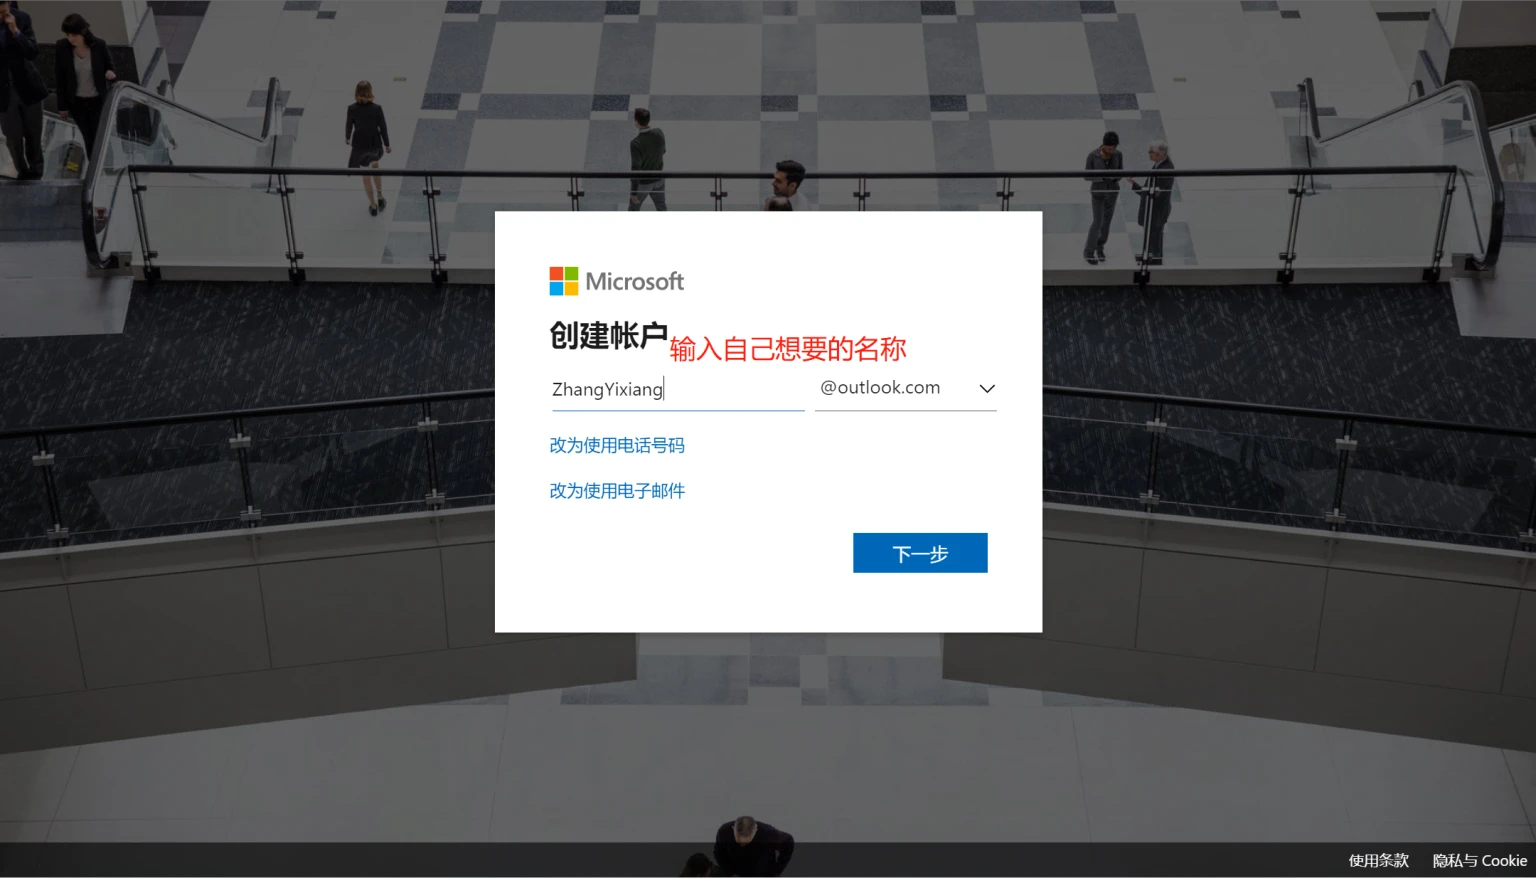 Microsoft
创建帐户
输入自己想要的名称
ZhangYixiang
@outlook.com
改为使用电话号码
改为使用电子邮件
下一步
使用条款
隐私与 Cookie